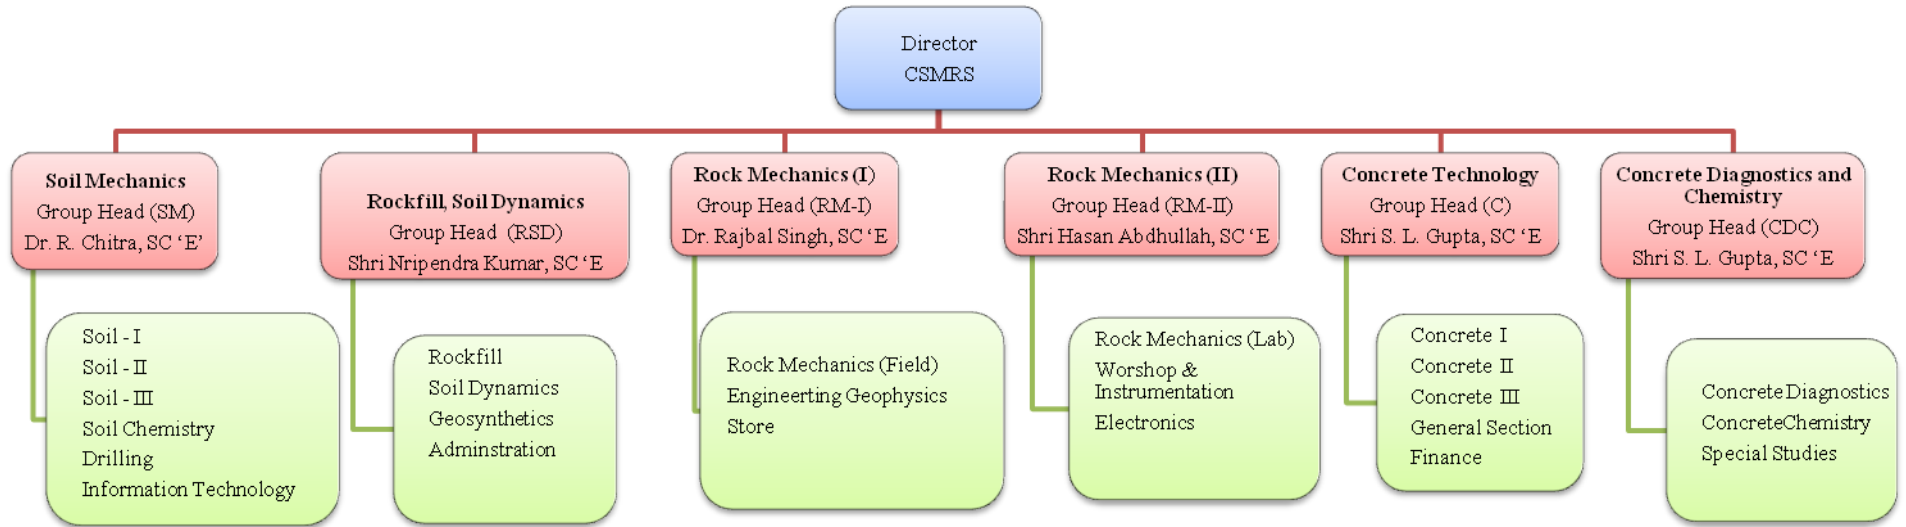 Director
CSMRS
Soil Mechanics
Group Head (SM)
Dr. R. Chitra, SC ‘E’
Rockfill, Soil Dynamics
Group Head (RSD)
Shri Nripendra Kumar, SC ‘E
Rock Mechanics (I)
Group Head (RM-I)
Dr. Rajbal Singh, SC ‘E
Rock Mechanics (II)
Group Head (RM-II)
Shri Hasan Abdhullah, SC ‘E
Concrete Technology
Group Head (C)
Shri S. L. Gupta, SC ‘E
Concrete Diagnostics and
Chemistry
Group Head (CDC)
Shri S. L. Gupta, SC ‘E
Soil - I
Soil - II
Soil - III
Soil Chemistry
Drilling
Information Technology
Rockfill
Soil Dynamics
Geosynthetics
Adminstration
Rock Mechanics (Field)
Engineerting Geophysics
Store
Rock Mechanics (Lab)
Worshop &
Instrumentation
Electronics
Concrete I
Concrete II
Concrete III
General Section
Finance
Concrete Diagnostics
ConcreteChemistry
Special Studies